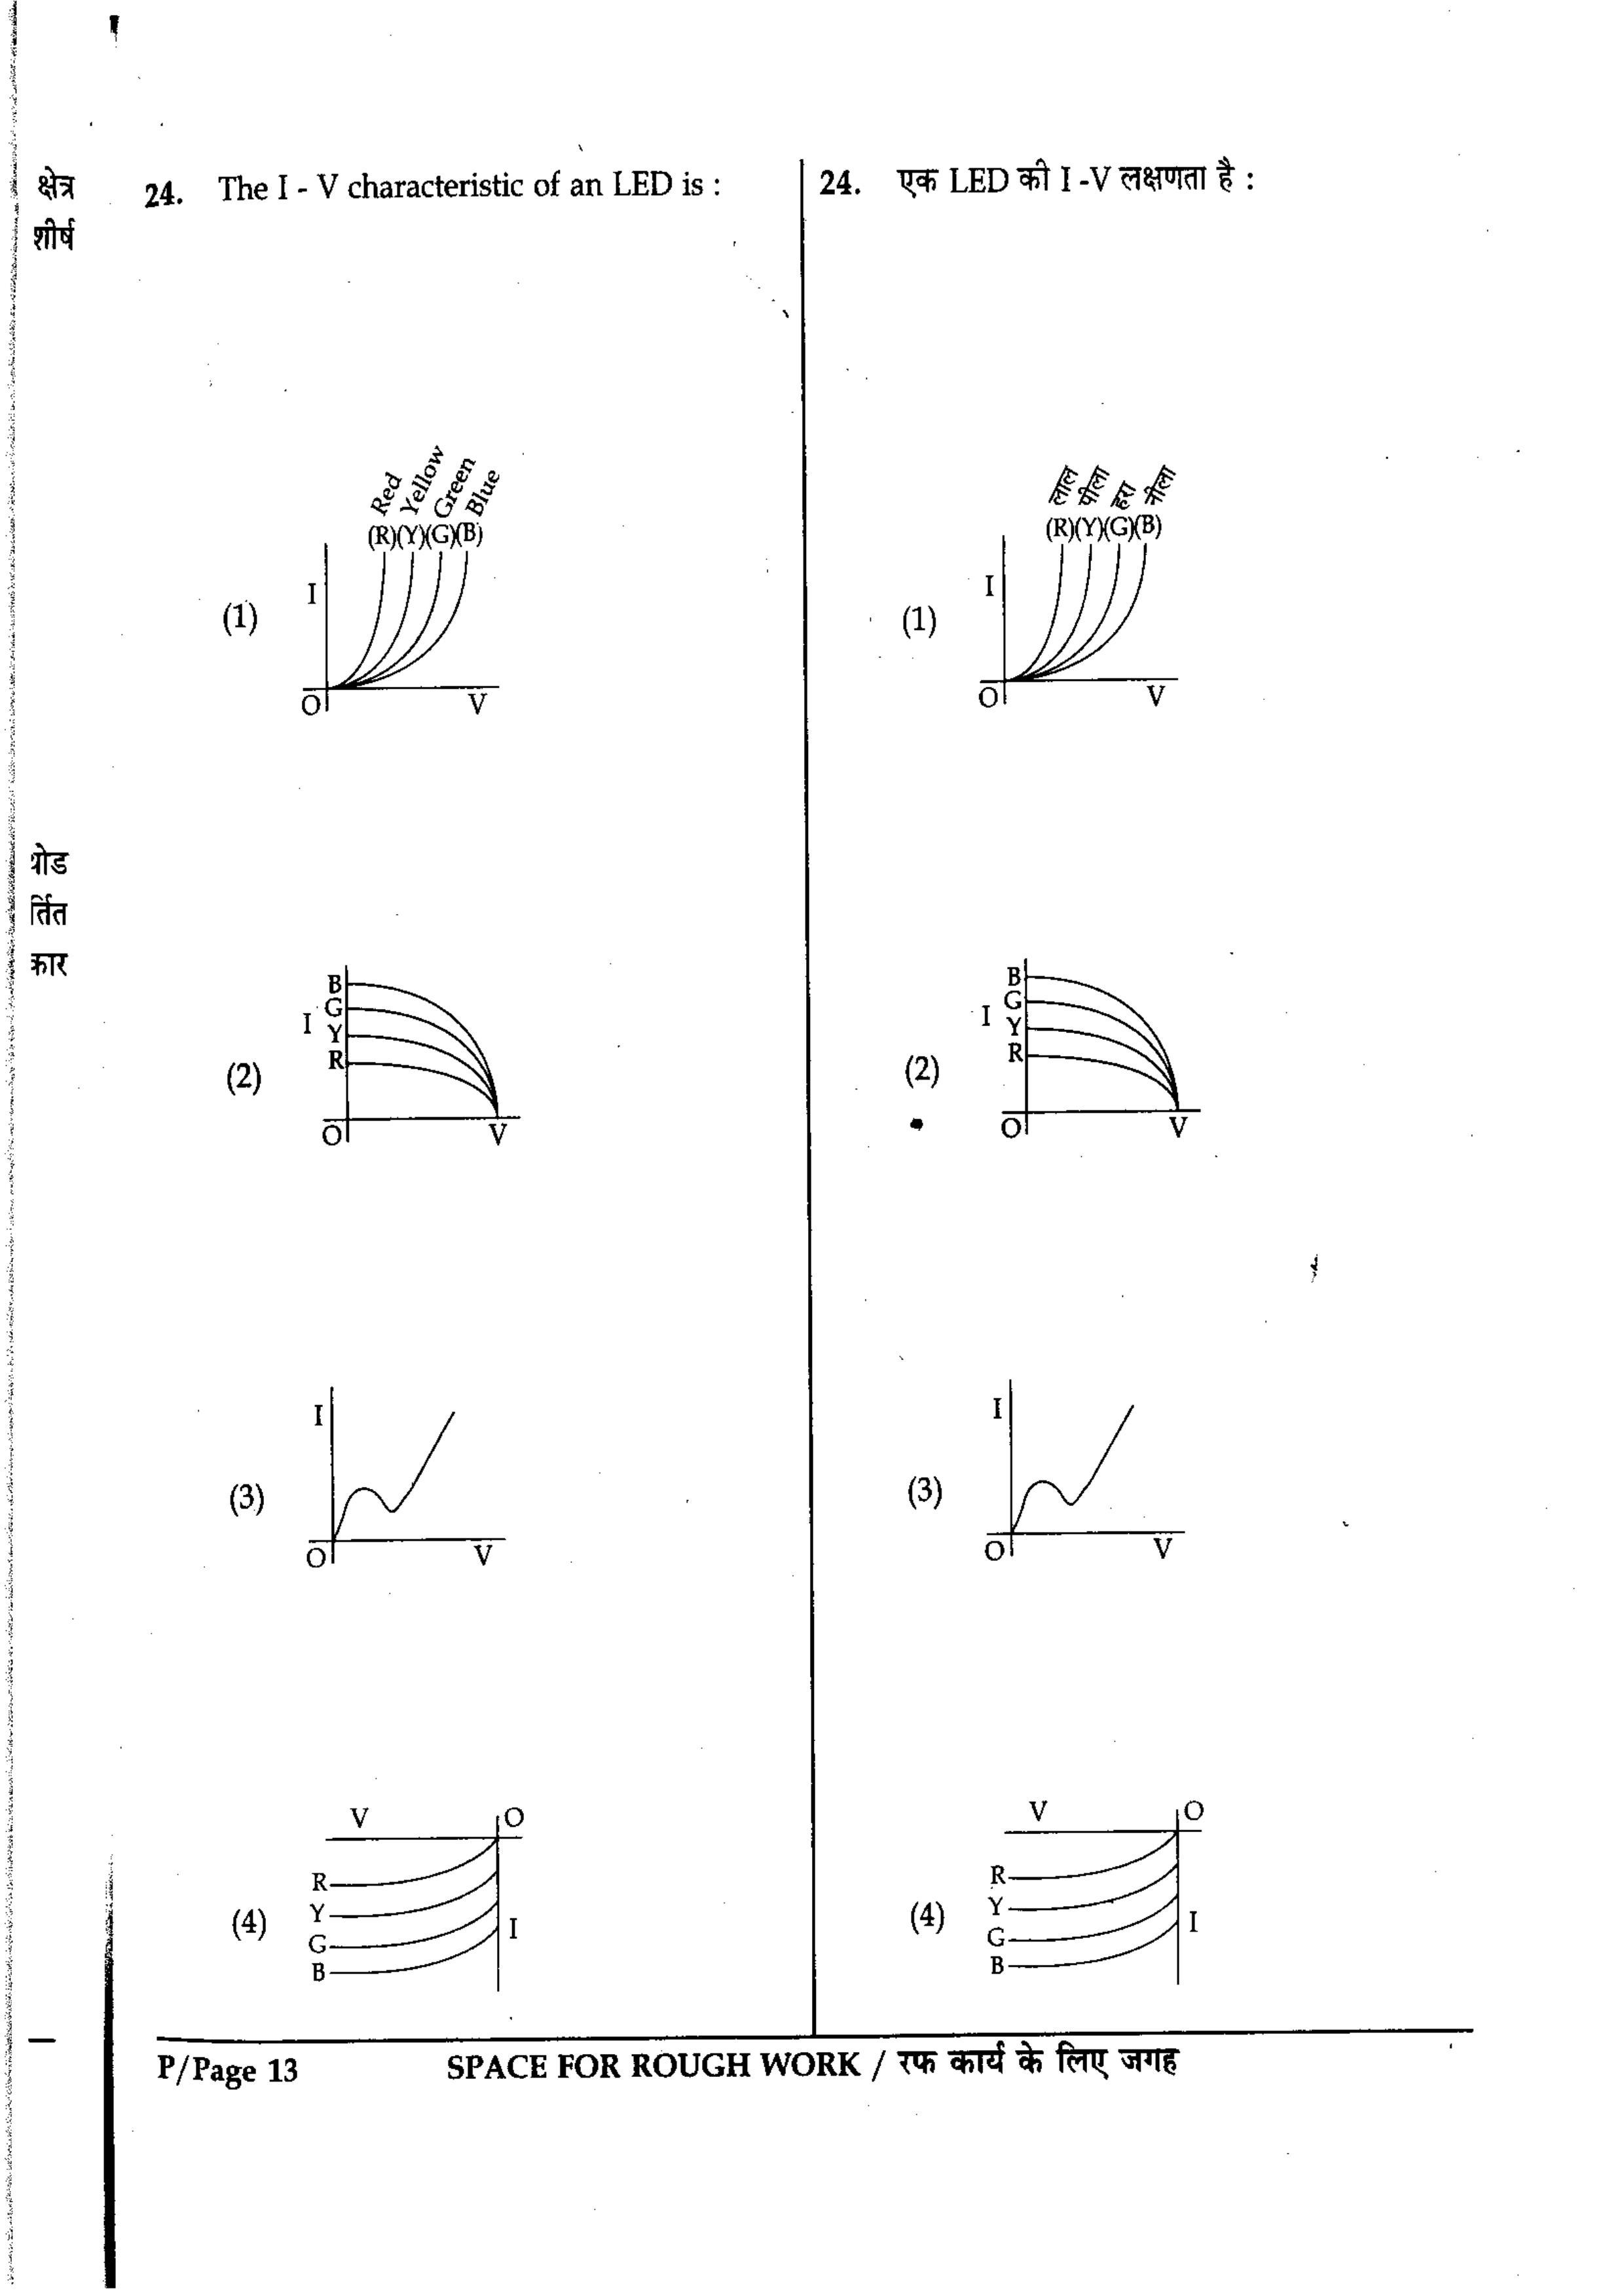 क्षेत्र
शीर्ष
24. The I - V characteristic of an LED is :
Red Yellow Green Blue
(R)(Y)(G)(B)
I
(1)
O V
B
G
I Y
R
(2)
O V
I
(3)
O V
V O
R
Y
(4) I
G
B
24. एक LED की I -V लक्षणता है :
लाल पीला हरा नीला
(R)(Y)(G)(B)
I
(1)
O V
B
G
I Y
R
(2)
O V
I
(3)
O V
V O
R
Y
(4) I
G
B
र्तित
कार
P/Page 13 SPACE FOR ROUGH WORK / रफ कार्य के लिए जगह